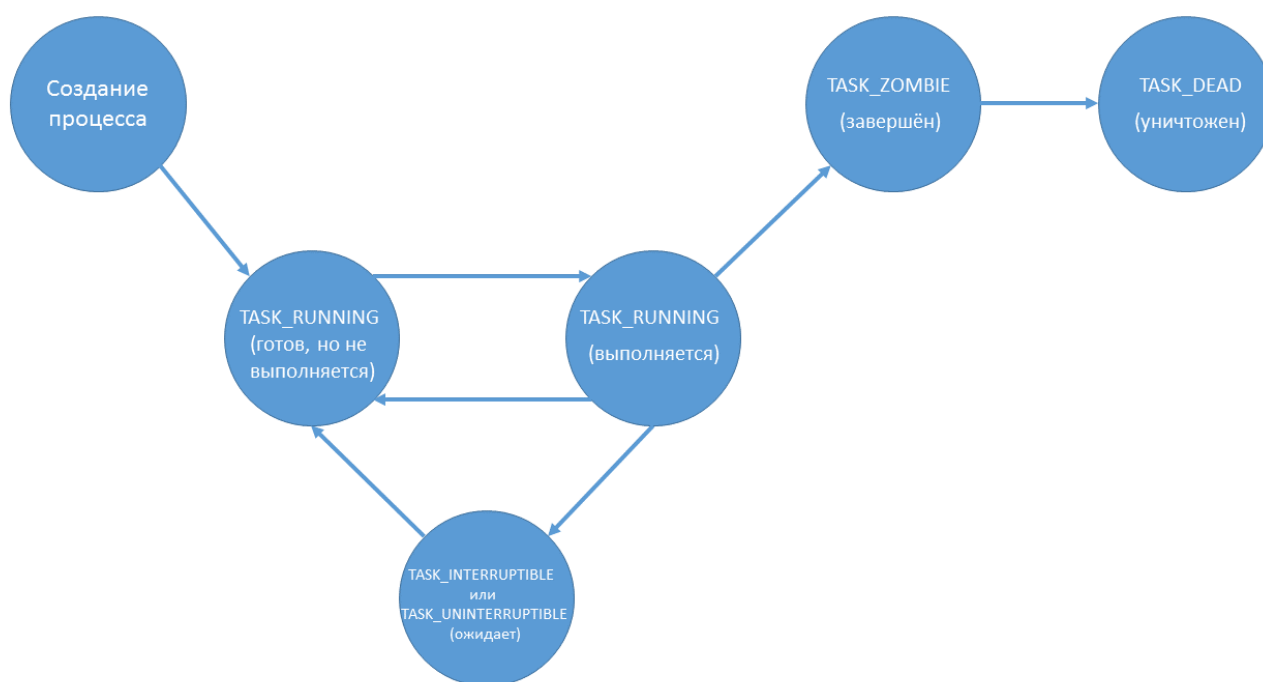 Создание
процесса
TASK_ZOMBIE
(завершён)
TASK_DEAD
(уничтожен)
TASK_RUNNING
(готов, но не
выполняется)
TASK_RUNNING
(выполняется)
TASK_INTERRUPTIBLE
или
TASK_UNINTERRUPTIBLE
(ожидает)